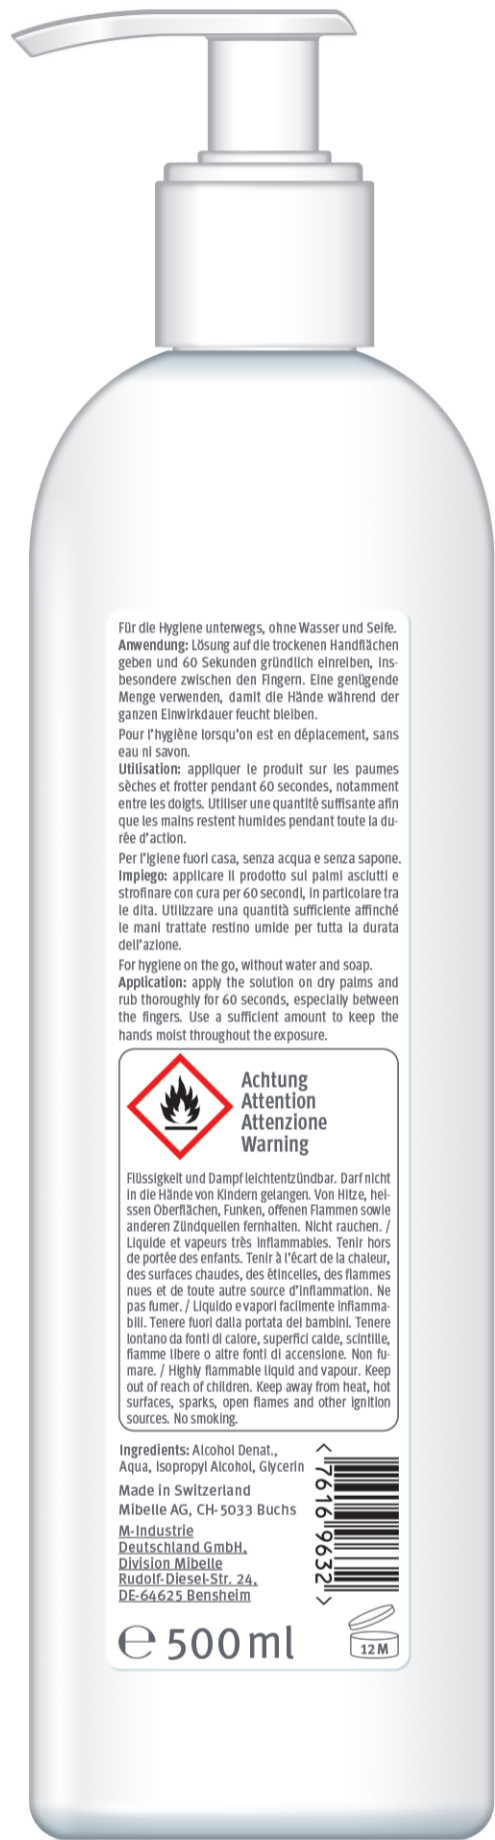 Für die Hygiene unterwegs, ohne Wasser und Seife.
Anwendung: Lösung auf die trockenen Handflächen
geben und 60 Sekunden gründlich einreiben, ins-
besondere zwischen den Fingern. Eine genügende
Menge verwenden, damit die Hände während der
ganzen Einwirkdauer feucht bleiben.
Pour l'hygiène lorsqu'on est en déplacement, sans
eau ni savon.
Utilisation: appliquer le produit sur les paumes
sèches et frotter pendant 60 secondes, notamment
entre les doigts. Utiliser une quantité suffisante afin
que les mains restent humides pendant toute la du-
rée d'action.
Per l'igiene fuori casa, senza acqua e senza sapone.
Impiego: applicare il prodotto sui palmi asciutti e
strofinare con cura per 60 secondi, in particolare tra
le dita. Utilizzare una quantità sufficiente affinché
le mani trattate restino umide per tutta la durata
dell'azione.
For hygiene on the go, without water and soap.
Application: apply the solution on dry palms and
rub thoroughly for 60 seconds, especially between
the fingers. Use a sufficient amount to keep the
hands moist throughout the exposure.
Achtung
Attention
Attenzione
Warning
Flüssigkeit und Dampf leichtentzündbar. Darf nicht
in die Hände von Kindern gelangen. Von Hitze, hei-
ssen Oberflächen, Funken, offenen Flammen sowie
anderen Zündquellen fernhalten. Nicht rauchen. /
Liquide et vapeurs très inflammables. Tenir hors
de portée des enfants. Tenir à l'écart de la chaleur,
des surfaces chaudes, des étincelles, des flammes
nues et de toute autre source d'inflammation. Ne
pas fumer. / Liquido e vapori facilmente infiamma-
bili. Tenere fuori dalla portata dei bambini. Tenere
lontano da fonti di calore, superfici calde, scintille,
fiamme libere o altre fonti di accensione. Non fu-
mare. / Highly flammable liquid and vapour. Keep
out of reach of children. Keep away from heat, hot
surfaces, sparks, open flames and other ignition
sources. No smoking.
Ingredients: Alcohol Denat.,
Aqua, Isopropyl Alcohol, Glycerin
Made in Switzerland
Mibelle AG, CH-5033 Buchs
M-Industrie
Deutschland GmbH,
Division Mibelle
Rudolf-Diesel-Str. 24,
DE-64625 Bensheim
< 7616 9632 >
℮ 500 ml
12 M